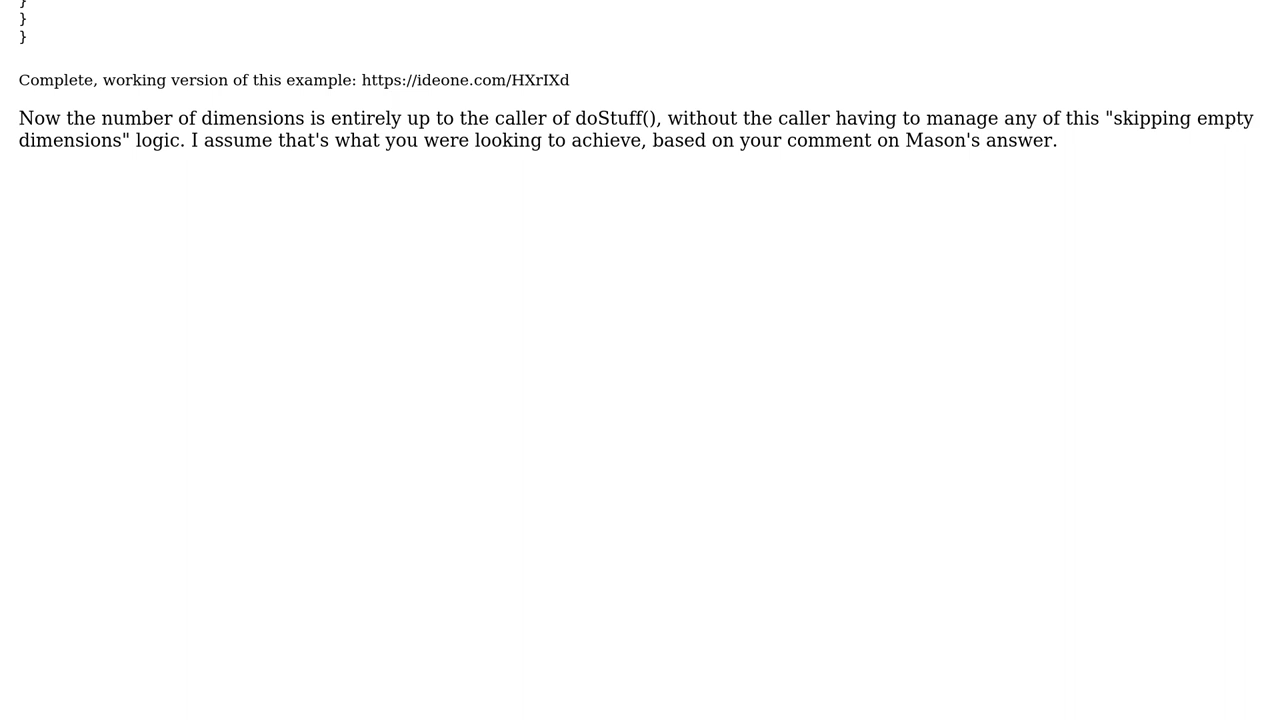 }
}
}
Complete, working version of this example: https://ideone.com/HXrIXd
Now the number of dimensions is entirely up to the caller of doStuff(), without the caller having to manage any of this "skipping empty
dimensions" logic. I assume that's what you were looking to achieve, based on your comment on Mason's answer.